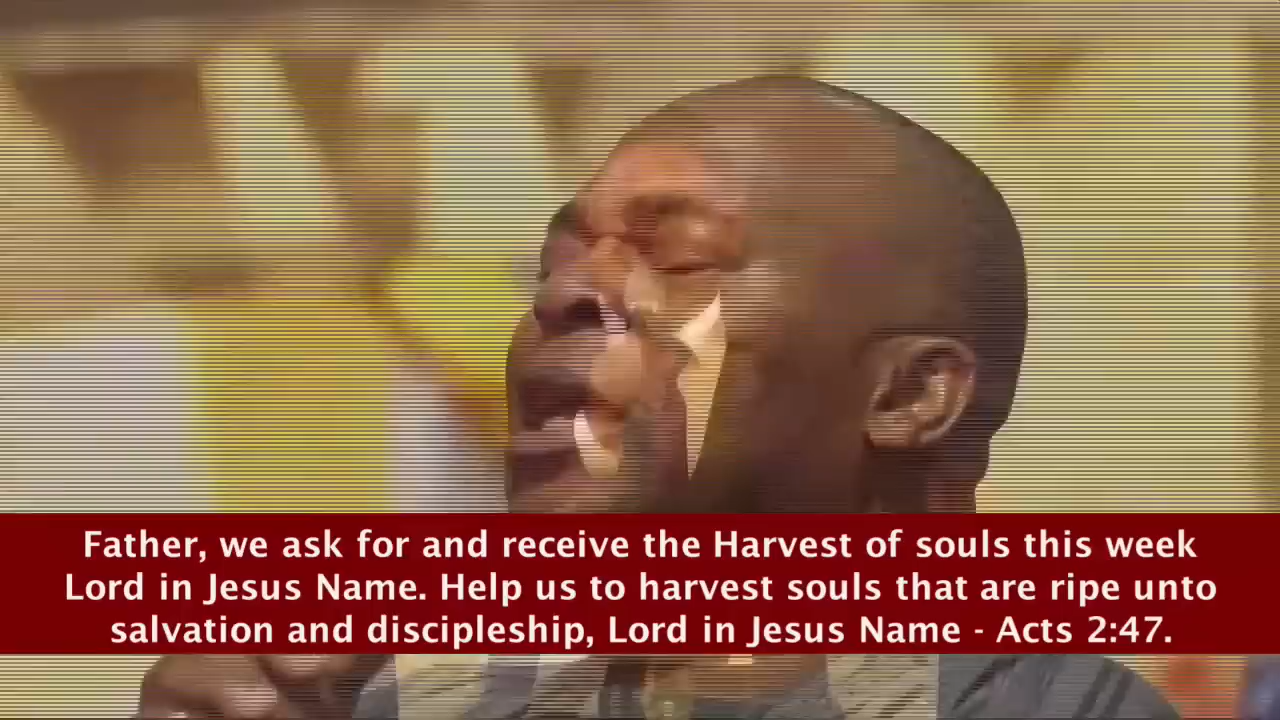 Father, we ask for and receive the Harvest of souls this week
Lord in Jesus Name. Help us to harvest souls that are ripe unto
salvation and discipleship, Lord in Jesus Name - Acts 2:47.